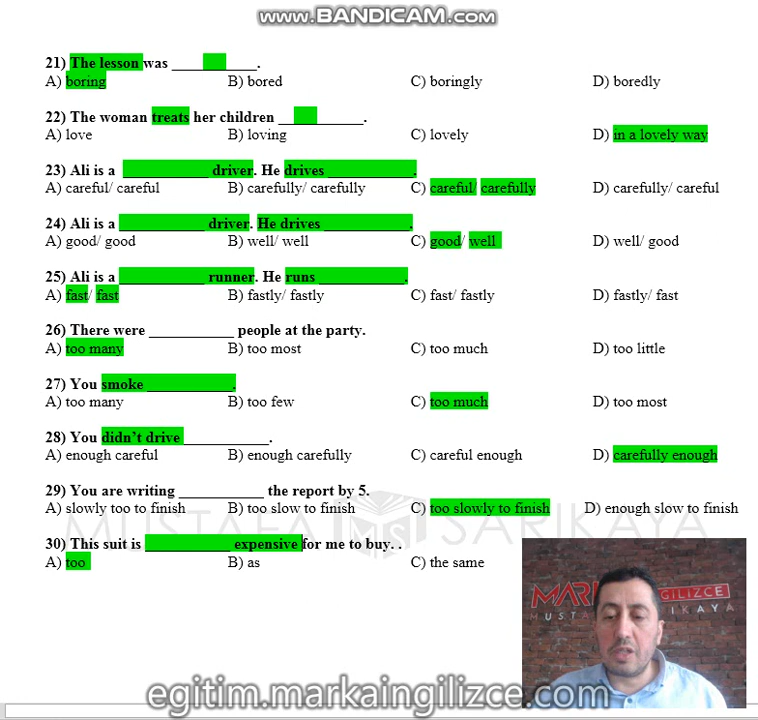 www.BANDICAM.com
21) The lesson was ___________.
A) boring B) bored C) boringly D) boredly
22) The woman treats her children ___________.
A) love B) loving C) lovely D) in a lovely way
23) Ali is a ___________ driver. He drives ___________.
A) careful/ careful B) carefully/ carefully C) careful/ carefully D) carefully/ careful
24) Ali is a ___________ driver. He drives ___________.
A) good/ good B) well/ well C) good/ well D) well/ good
25) Ali is a ___________ runner. He runs ___________.
A) fast/ fast B) fastly/ fastly C) fast/ fastly D) fastly/ fast
26) There were ___________ people at the party.
A) too many B) too most C) too much D) too little
27) You smoke ___________.
A) too many B) too few C) too much D) too most
28) You didn't drive ___________.
A) enough careful B) enough carefully C) careful enough D) carefully enough
29) You are writing ___________ the report by 5.
A) slowly too to finish B) too slow to finish C) too slowly to finish D) enough slow to finish
MUSTAFA SARIKAYA
30) This suit is ___________ expensive for me to buy. .
A) too B) as C) the same
egitim.markaingilizce.com